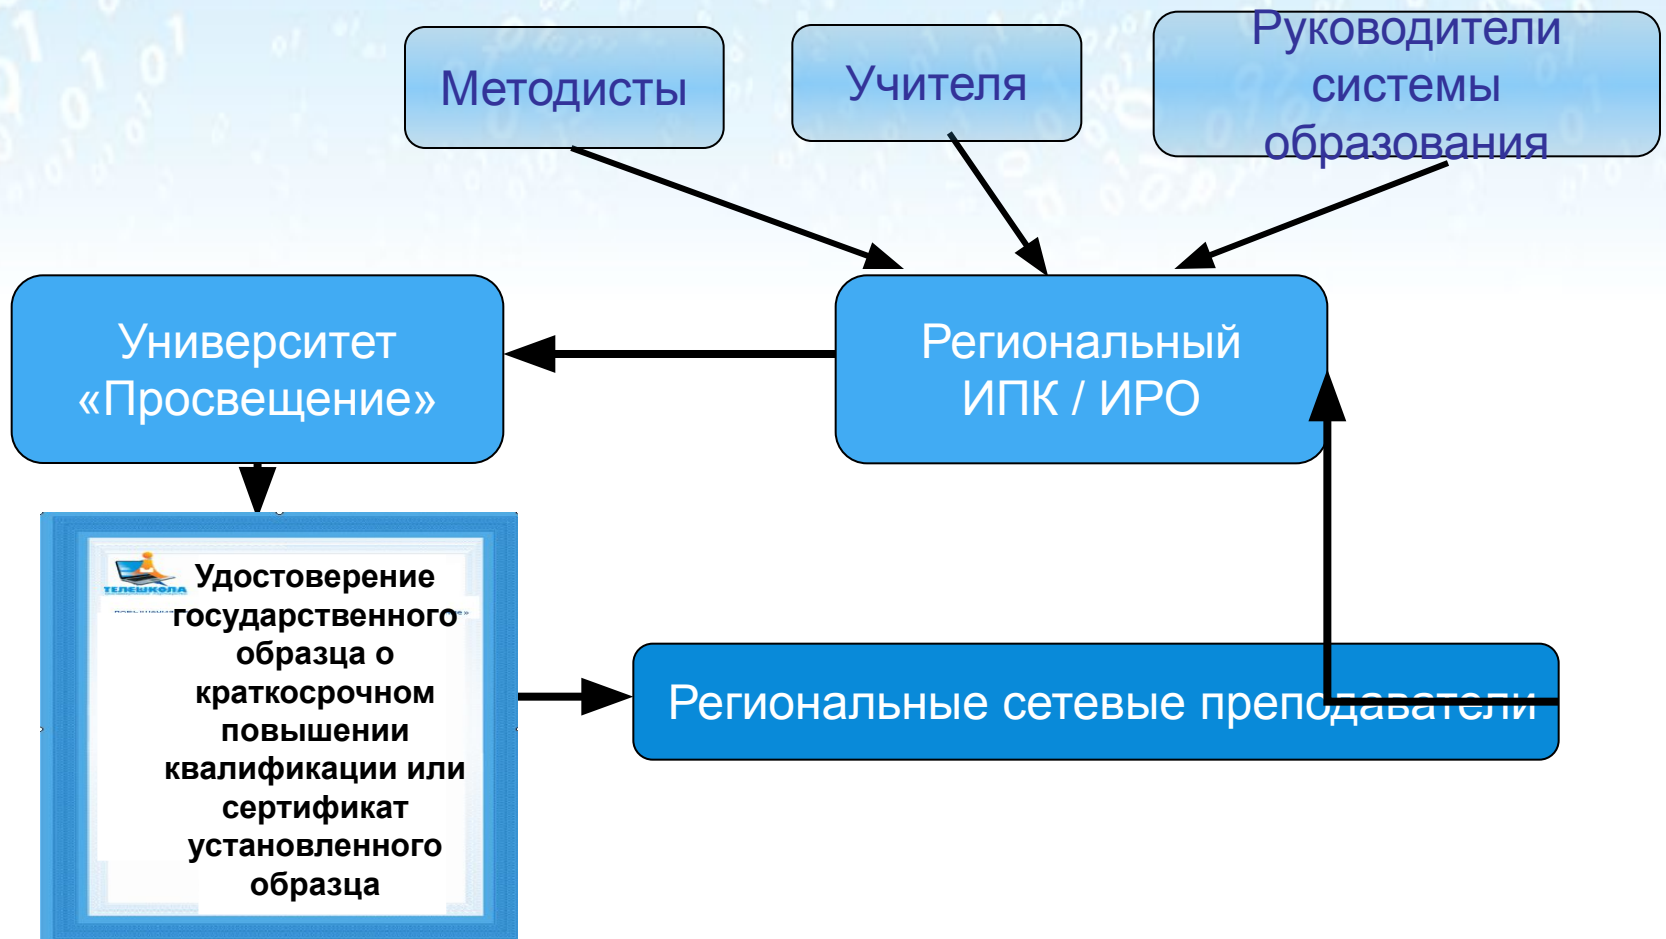 Методисты
Учителя
Руководители
системы
образования
Университет
«Просвещение»
Региональный
ИПК / ИРО
ТЕЛЕШКОЛА
Удостоверение
государственного
образца о
краткосрочном
повышении
квалификации или
сертификат
установленного
образца
Региональные сетевые преподаватели